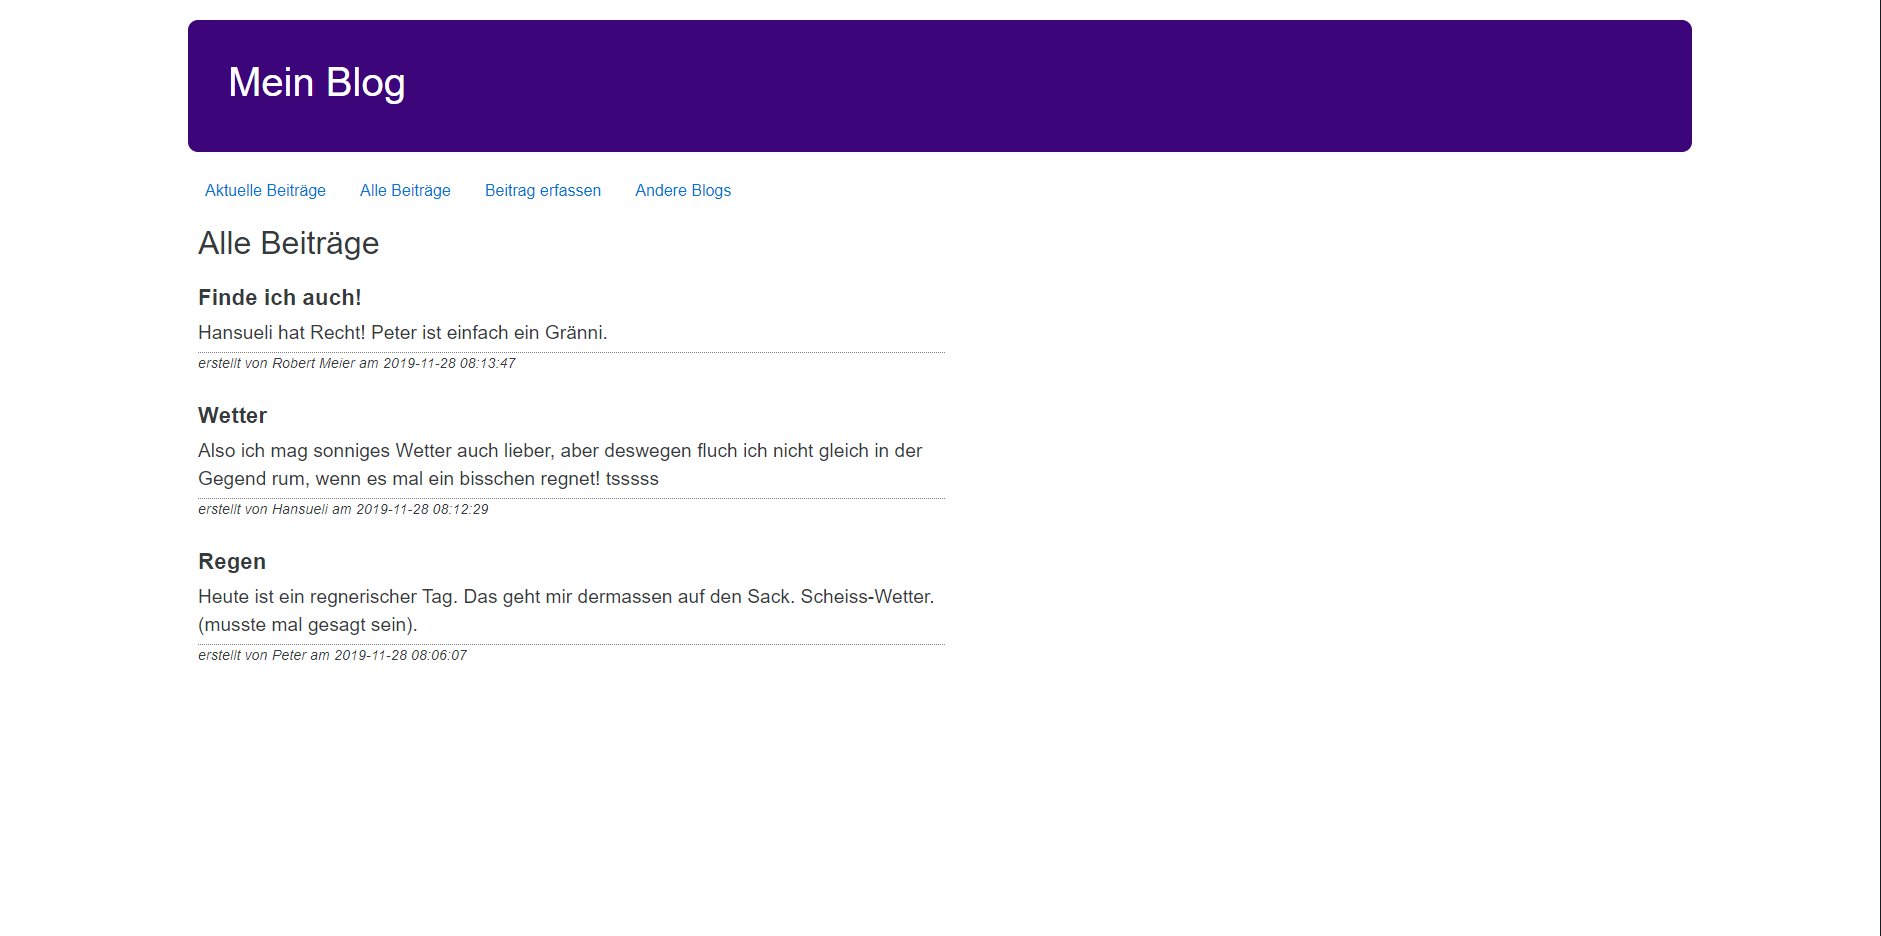 Mein Blog
Aktuelle Beiträge Alle Beiträge Beitrag erfassen Andere Blogs
Alle Beiträge
Finde ich auch!
Hansueli hat Recht! Peter ist einfach ein Gränni.
erstellt von Robert Meier am 2019-11-28 08:13:47
Wetter
Also ich mag sonniges Wetter auch lieber, aber deswegen fluch ich nicht gleich in der
Gegend rum, wenn es mal ein bisschen regnet! tsssss
erstellt von Hansueli am 2019-11-28 08:12:29
Regen
Heute ist ein regnerischer Tag. Das geht mir dermassen auf den Sack. Scheiss-Wetter.
(musste mal gesagt sein).
erstellt von Peter am 2019-11-28 08:06:07